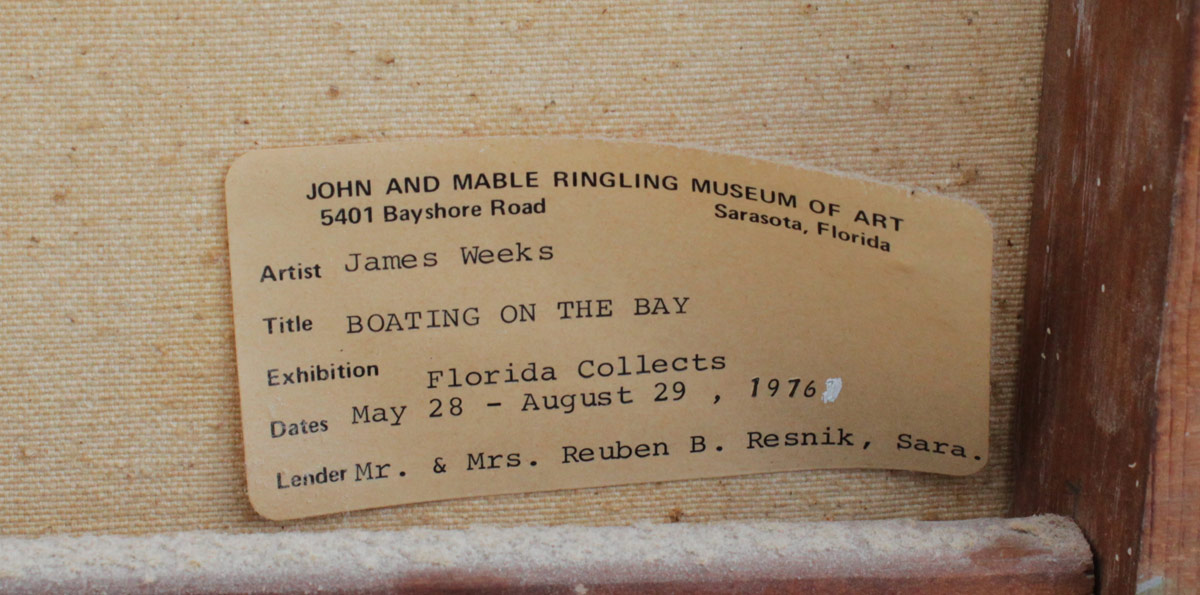 JOHN AND MABLE RINGLING MUSEUM OF ART
5401 Bayshore Road Sarasota, Florida
Artist James Weeks
Title BOATING ON THE BAY
Exhibition Florida Collects
Dates May 28 - August 29 , 1976
Lender Mr. & Mrs. Reuben B. Resnik, Sara.